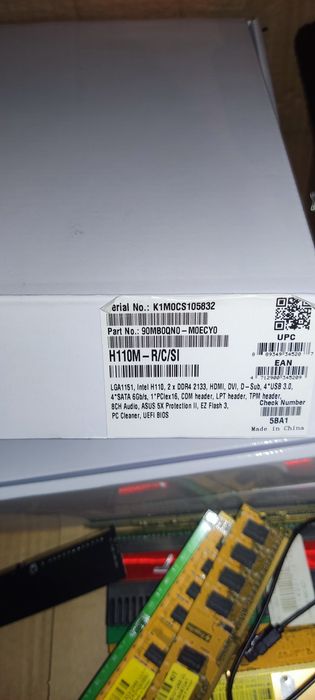 erial No.: K1M0CS105832
Part No.: 90MB0QN0-M0ECY0
H110M-R/C/SI
UPC
EAN
LGA1151, Intel H110, 2 x DDR4 2133, HDMI, DVI, D-Sub, 4*USB 3.0,
4*SATA 6Gb/s, 1*PCIex16, COM header, LPT header, TPM header,
8CH Audio, ASUS 5X Protection II, EZ Flash 3,
PC Cleaner, UEFI BIOS
Check Number
5BA1
Made in China